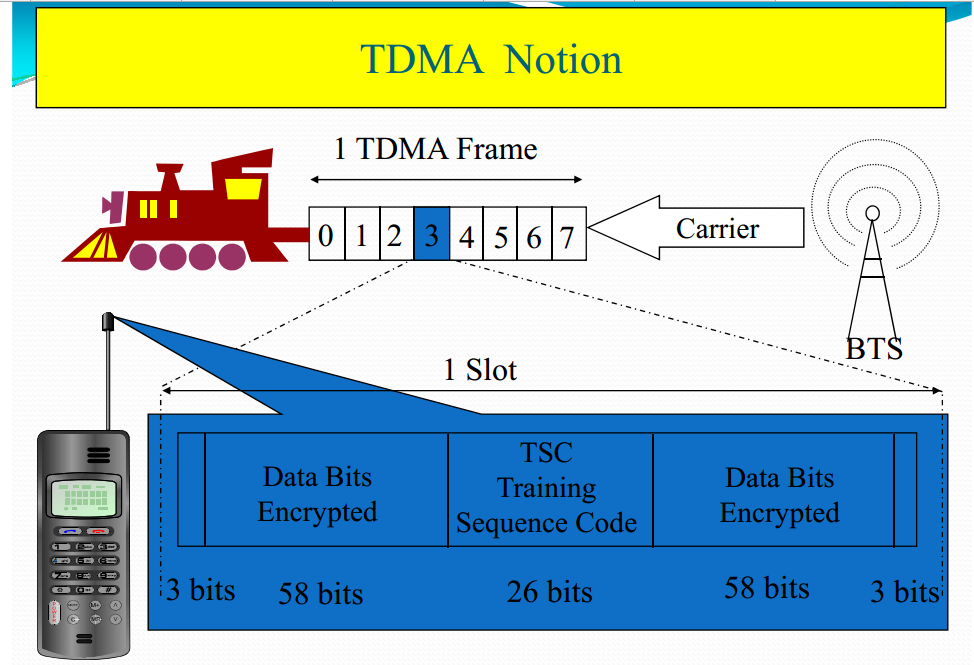 TDMA Notion
1 TDMA Frame
0 1 2 3 4 5 6 7
Carrier
BTS
1 Slot
Data Bits
Encrypted
TSC
Training
Sequence Code
Data Bits
Encrypted
3 bits 58 bits 26 bits 58 bits 3 bits